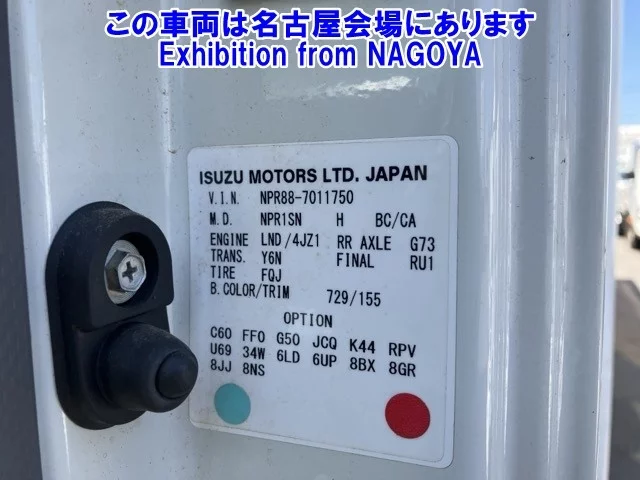 この車両は名古屋会場にあります
Exhibition from NAGOYA
ISUZU MOTORS LTD. JAPAN
V.I.N. NPR88-7011750
M.D. NPR1SN H BC/CA
ENGINE LND/4JZ1 RR AXLE G73
TRANS. Y6N FINAL RU1
TIRE FQJ
B.COLOR/TRIM 729/155
OPTION
C60 FF0 G50 JCQ K44 RPV
U69 34W 6LD 6UP 8BX 8GR
8JJ 8NS